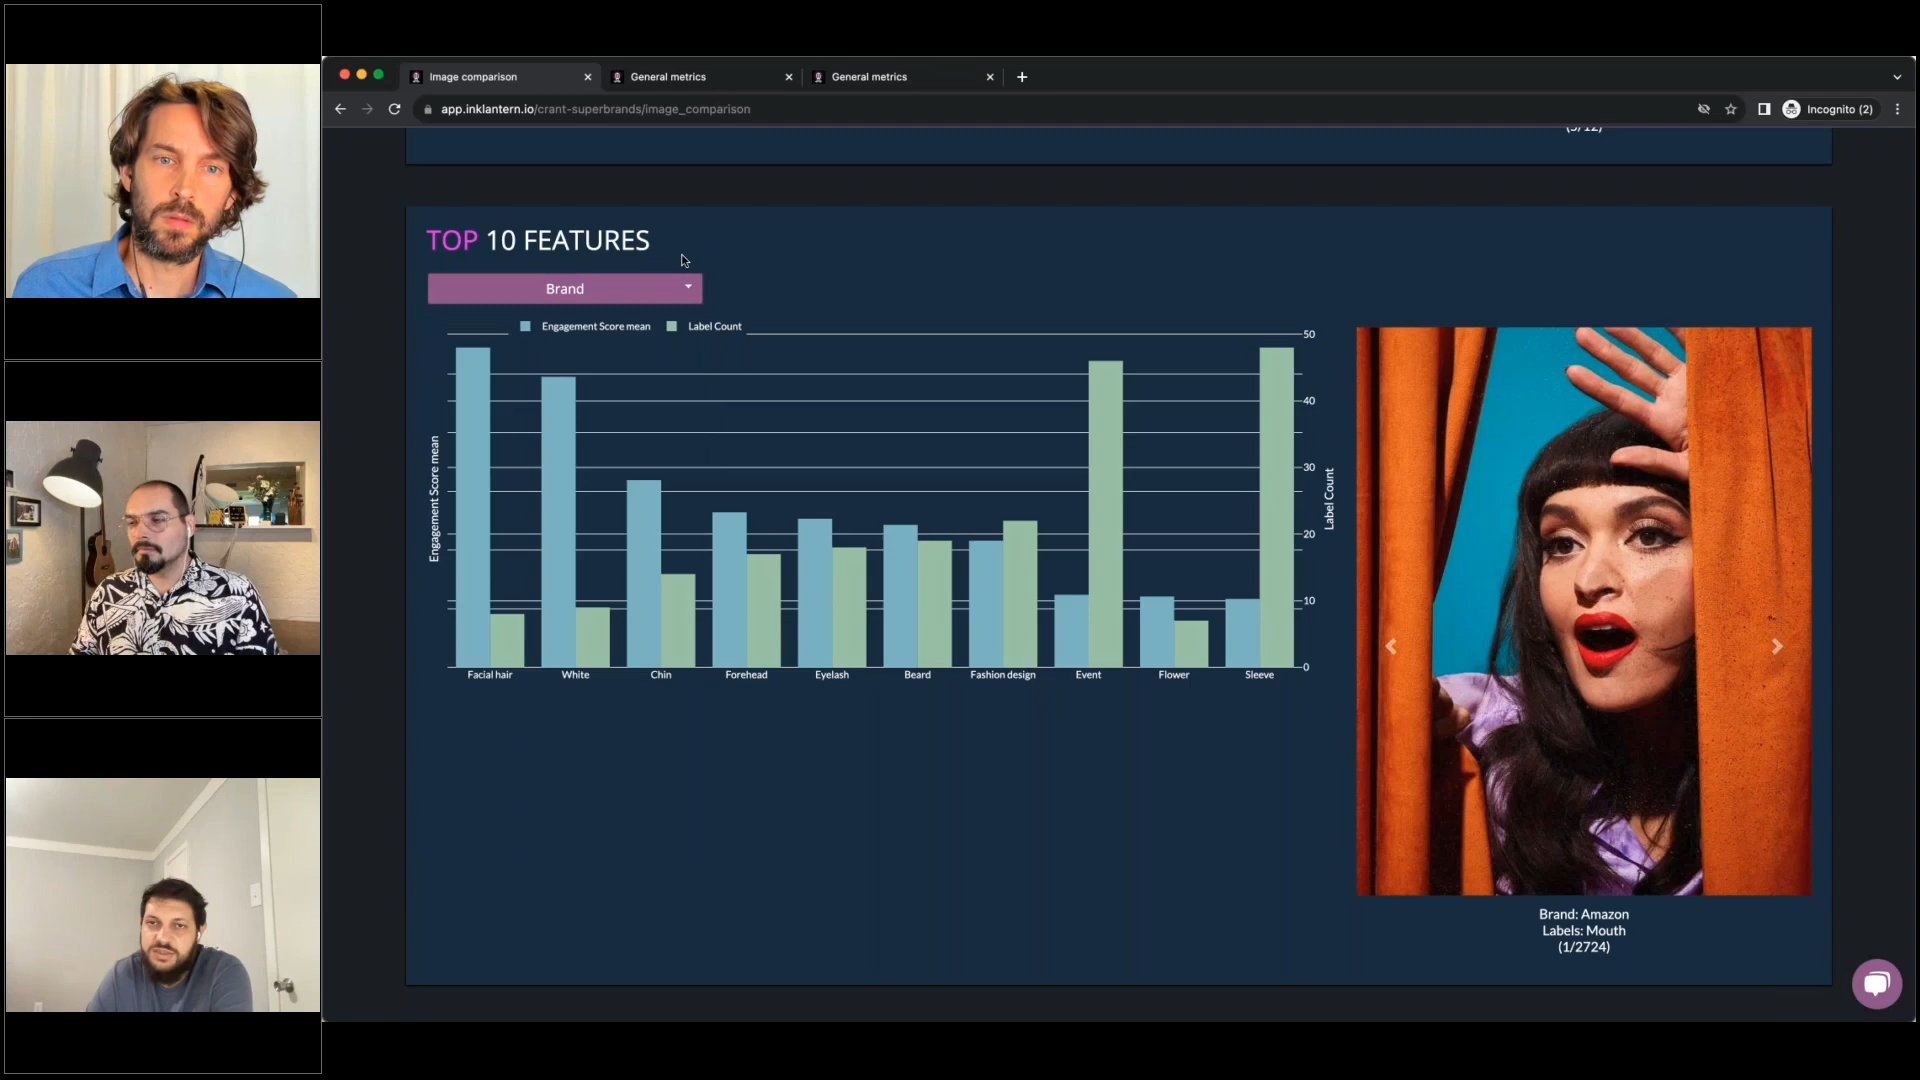 Image comparison
General metrics
General metrics
app.inklantern.io/crant-superbrands/image_comparison
Incognito (2)
TOP 10 FEATURES
Brand
Engagement Score mean
Label Count
50
40
30
20
10
0
Engagement Score mean
Label Count
Facial hair
White
Chin
Forehead
Eyelash
Beard
Fashion design
Event
Flower
Sleeve
Brand: Amazon
Labels: Mouth
(1/2724)